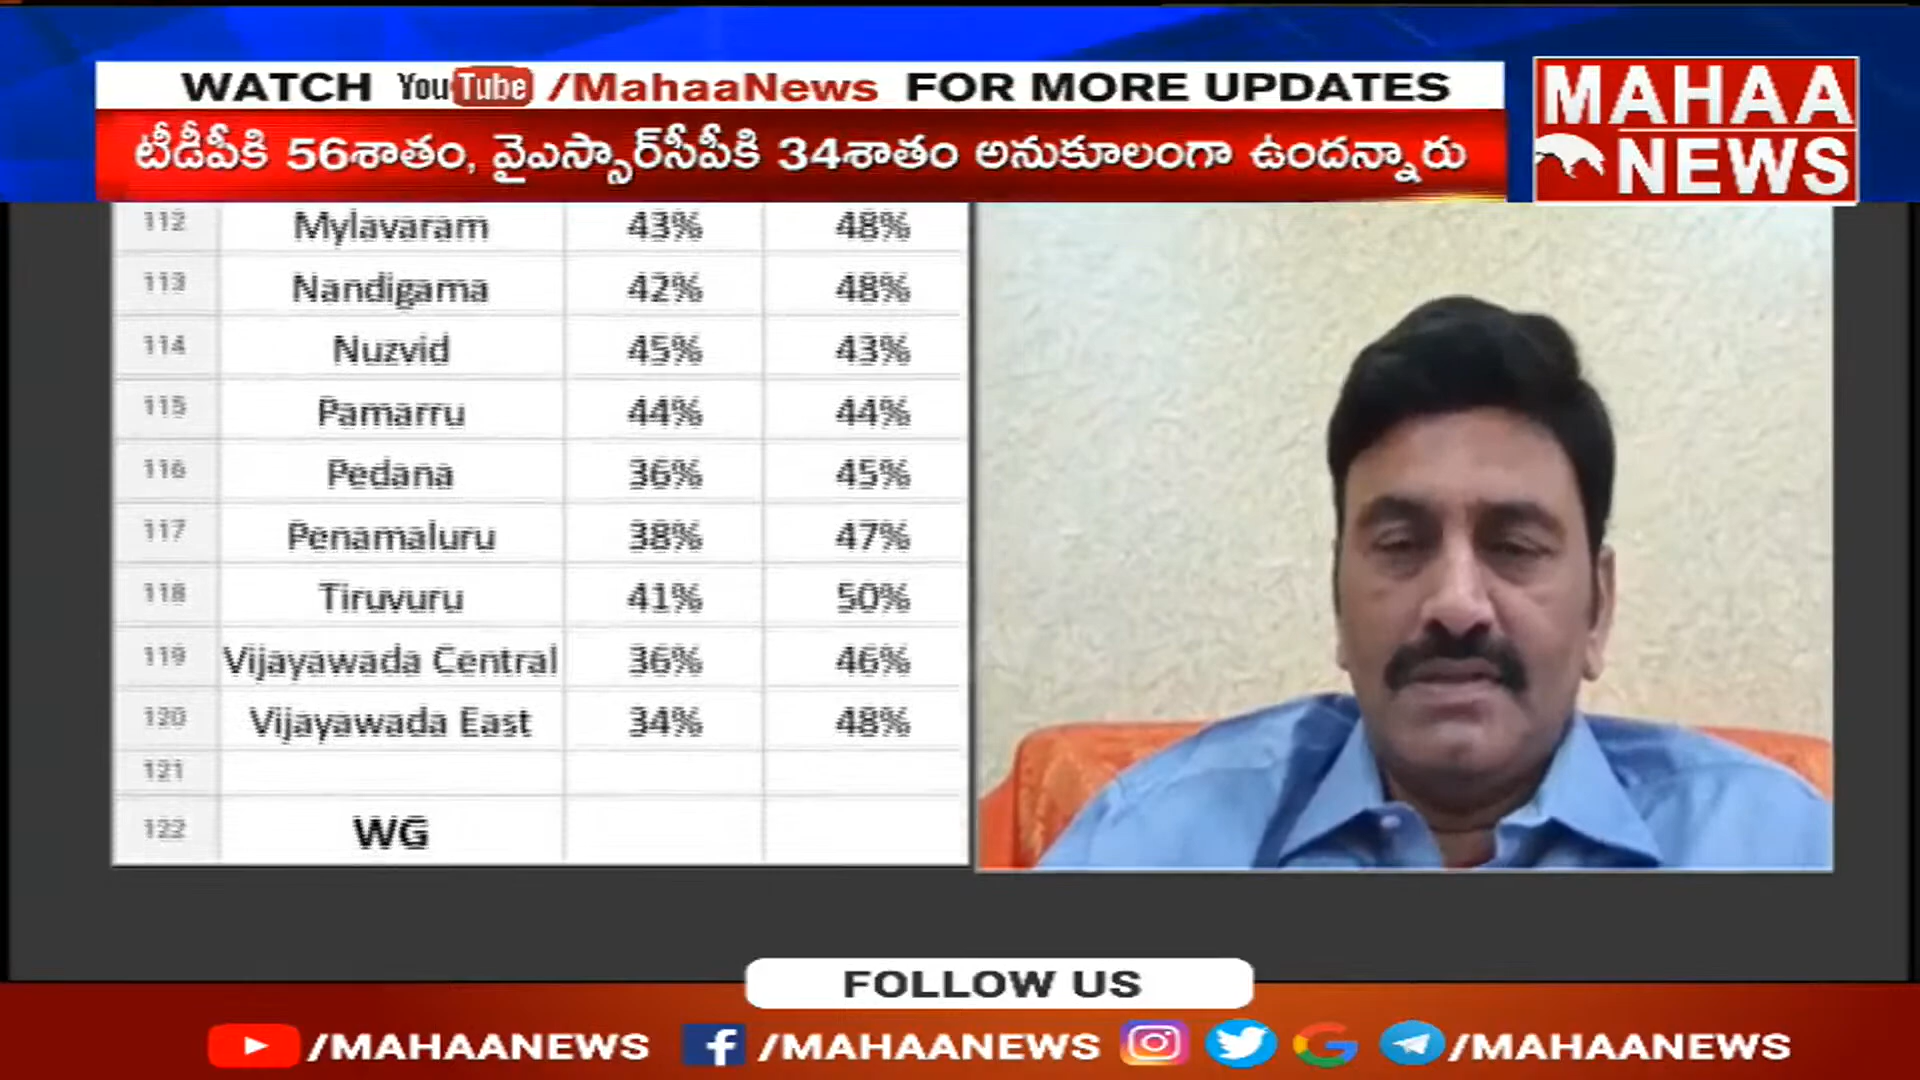 WATCH YouTube /MahaaNews FOR MORE UPDATES
టీడీపీకి 56శాతం, వైఎస్సార్‌సీపీకి 34శాతం అనుకూలంగా ఉందన్నారు
MAHAA
NEWS
112 Mylavaram 43% 48%
113 Nandigama 42% 48%
114 Nuzvid 45% 43%
115 Pamarru 44% 44%
116 Pedana 36% 45%
117 Penamaluru 38% 47%
118 Tiruvuru 41% 50%
119 Vijayawada Central 36% 46%
120 Vijayawada East 34% 48%
121
122 WG
FOLLOW US
/MAHAANEWS f /MAHAANEWS G /MAHAANEWS